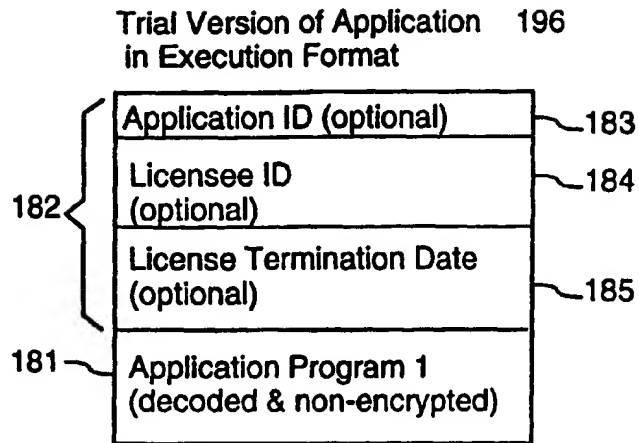 Trial Version of Application 196
in Execution Format
Application ID (optional) 183
Licensee ID 184
(optional)
182
License Termination Date
(optional) 185
181 Application Program 1
(decoded & non-encrypted)